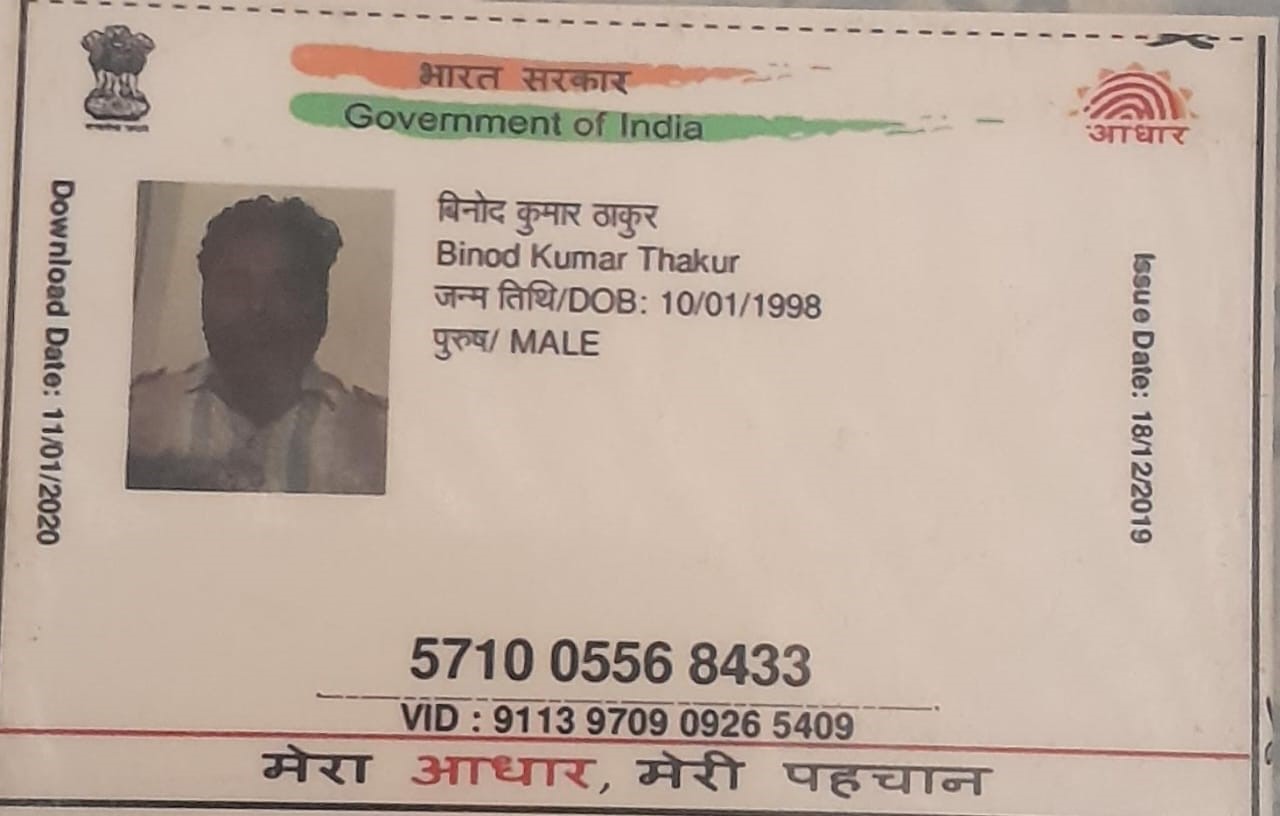 भारत सरकार
Government of India
आधार
Download Date: 11/01/2020
बिनोद कुमार ठाकुर
Binod Kumar Thakur
जन्म तिथि/DOB: 10/01/1998
पुरुष/ MALE
Issue Date: 18/12/2019
5710 0556 8433
VID : 9113 9709 0926 5409
मेरा आधार, मेरी पहचान